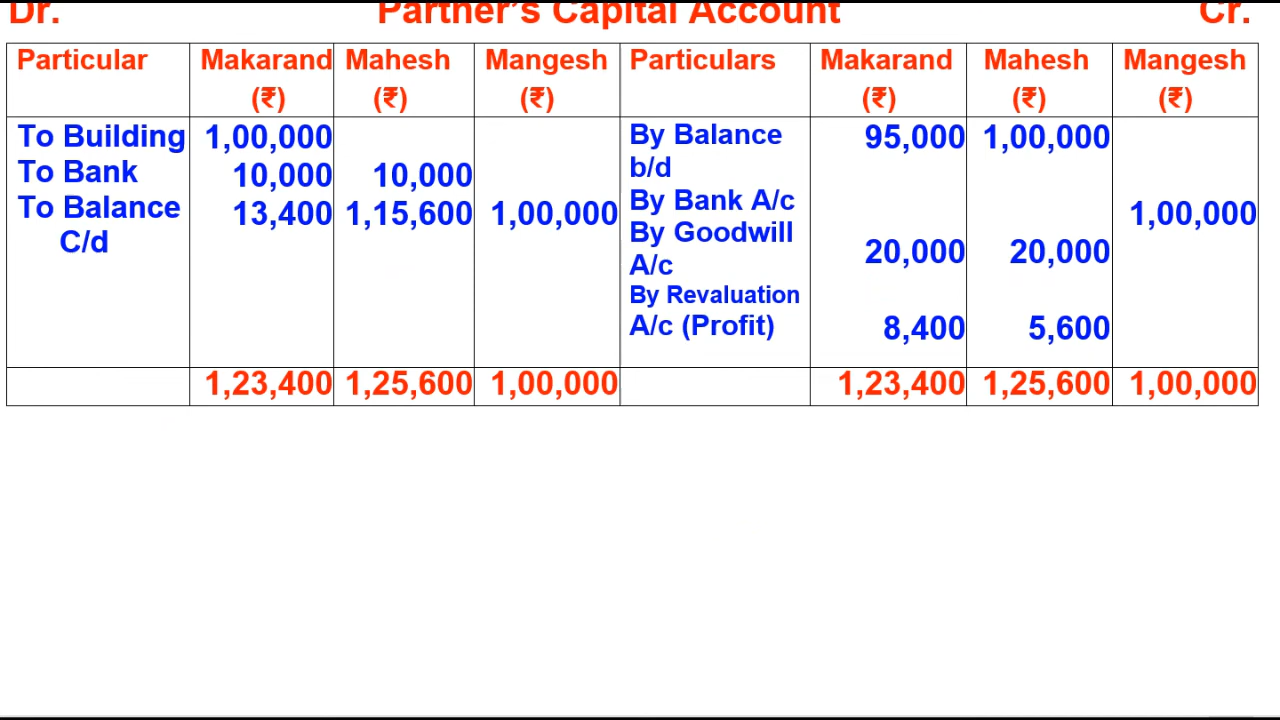 Dr. Partner's Capital Account Cr.
Particular Makarand Mahesh Mangesh Particulars Makarand Mahesh Mangesh
(₹) (₹) (₹) (₹) (₹) (₹)
To Building 1,00,000 By Balance 95,000 1,00,000
b/d
To Bank 10,000 10,000
To Balance 13,400 1,15,600 1,00,000 By Bank A/c 1,00,000
C/d
By Goodwill 20,000 20,000
A/c
By Revaluation
A/c (Profit) 8,400 5,600
1,23,400 1,25,600 1,00,000 1,23,400 1,25,600 1,00,000